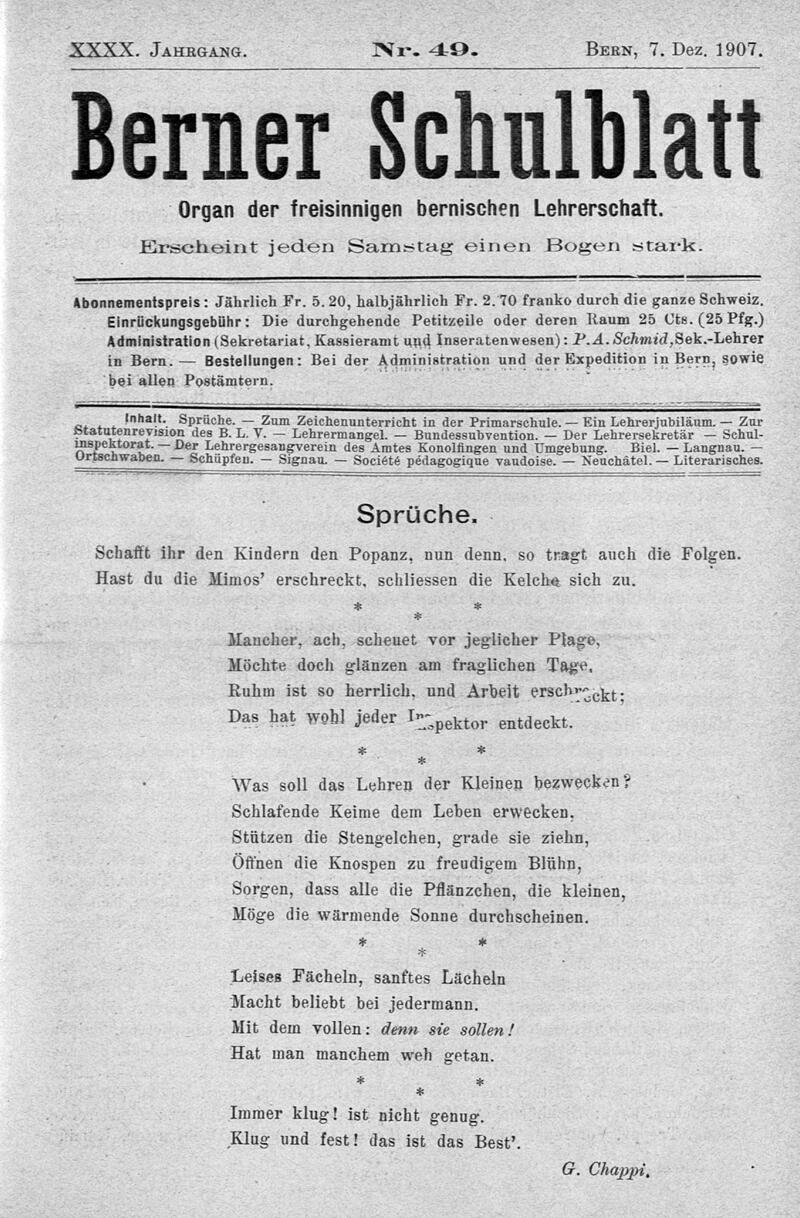 XXXX. Jahrgang. Nr. 49. Bern, 7. Dez. 1907.
Berner Schulblatt
Organ der freisinnigen bernischen Lehrerschaft.
Erscheint jeden Samstag einen Bogen stark.
Abonnementspreis: Jährlich Fr. 5.20, halbjährlich Fr. 2.70 franko durch die ganze Schweiz.
Einrückungsgebühr: Die durchgehende Petitzeile oder deren Raum 25 Cts. (25 Pfg.)
Administration (Sekretariat, Kassieramt und Inseratenwesen): P. A. Schmid, Sek.-Lehrer
in Bern. — Bestellungen: Bei der Administration und der Expedition in Bern, sowie
bei allen Postämtern.
Inhalt. Sprüche. — Zum Zeichenunterricht in der Primarschule. — Ein Lehrerjubiläum. — Zur
Statutenrevision des B. L. V. — Lehrermangel. — Bundessubvention. — Der Lehrersekretär — Schul-
inspektorat. — Der Lehrergesangverein des Amtes Konolfingen und Umgebung. Biel. — Langnau. —
Ortschwaben. — Schüpfen. — Signau. — Société pédagogique vaudoise. — Neuchâtel. — Literarisches.
Sprüche.
Schafft ihr den Kindern den Popanz, nun denn, so tragt auch die Folgen.
Hast du die Mimos' erschreckt, schliessen die Kelche sich zu.
* * *
Mancher, ach, scheuet vor jeglicher Plage,
Möchte doch glänzen am fraglichen Tage,
Ruhm ist so herrlich, und Arbeit erschreckt;
Das hat wohl jeder Inspektor entdeckt.
* * *
Was soll das Lehren der Kleinen bezwecken?
Schlafende Keime dem Leben erwecken,
Stützen die Stengelchen, grade sie ziehn,
Öffnen die Knospen zu freudigem Blühn,
Sorgen, dass alle die Pflänzchen, die kleinen,
Möge die wärmende Sonne durchscheinen.
* * *
Leises Fächeln, sanftes Lächeln
Macht beliebt bei jedermann.
Mit dem vollen: denn sie sollen!
Hat man manchem weh getan.
* * *
Immer klug! ist nicht genug.
Klug und fest! das ist das Best'.
G. Chappi.